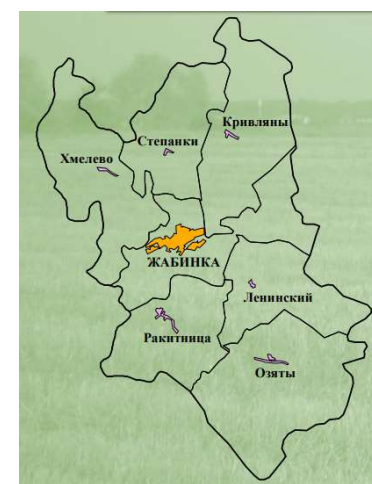 Кривляны
Степанки
Хмелево
ЖАБИНКА
Ленинский
Ракитница
Озяты